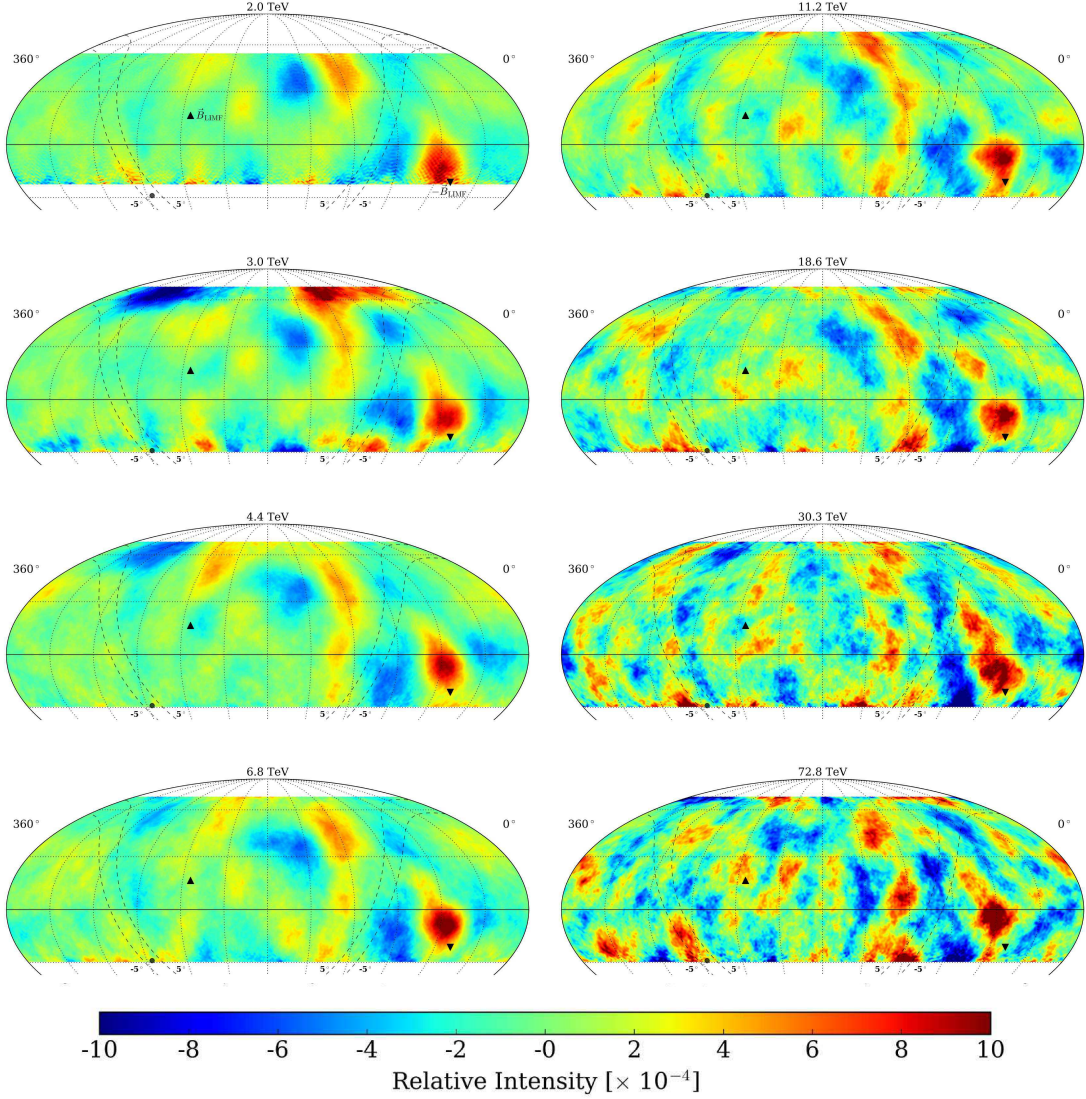 2.0 TeV
360° 0°
B⃗LIMF
−B⃗LIMF
-5° 5° -5°
11.2 TeV
360° 0°
-5° 5° -5°
3.0 TeV
360° 0°
-5° 5° 5° -5°
18.6 TeV
360° 0°
-5° 5° 5° -5°
4.4 TeV
360° 0°
-5° 5° 5° -5°
30.3 TeV
360° 0°
-5° 5° 5° -5°
6.8 TeV
360° 0°
-5° 5° 5° -5°
72.8 TeV
360° 0°
-5° 5° 5° -5°
-10 -8 -6 -4 -2 -0 2 4 6 8 10
Relative Intensity [× 10⁻⁴]